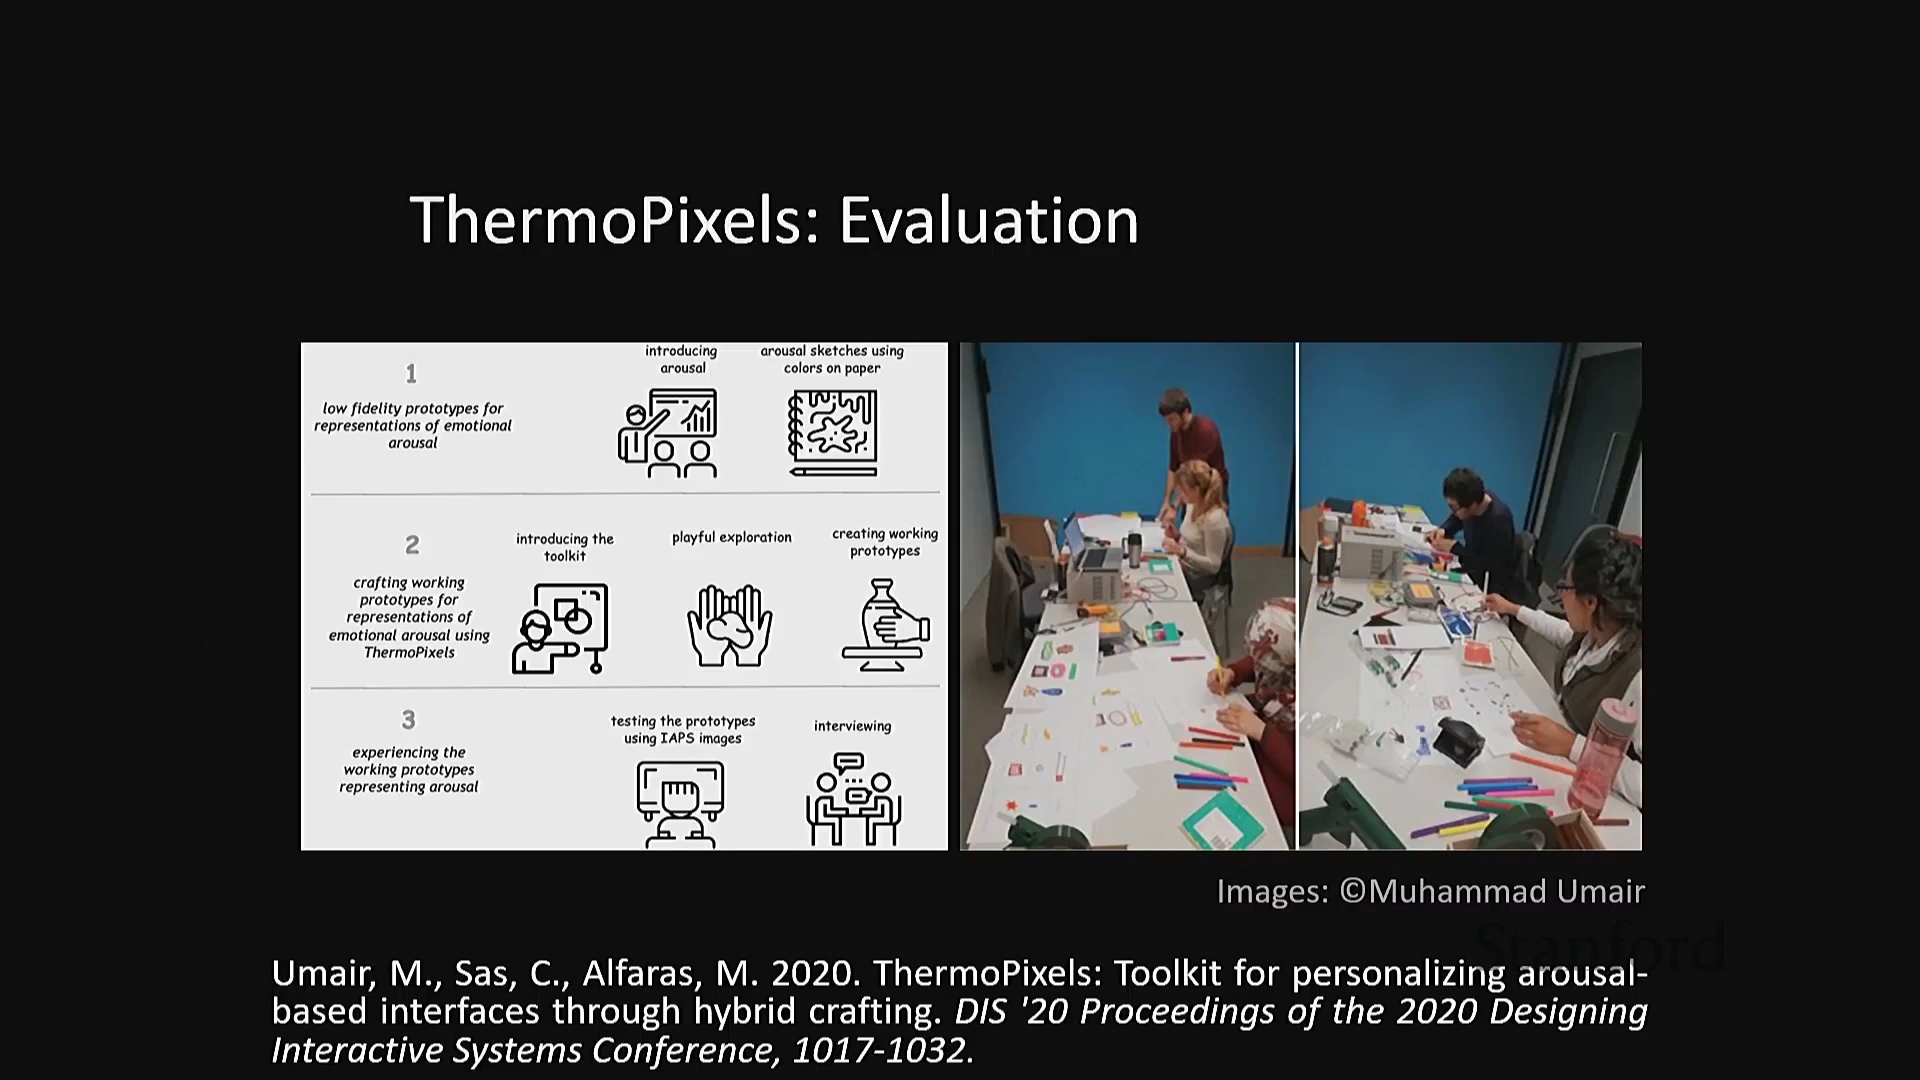 ThermoPixels: Evaluation
1
low fidelity prototypes for
representations of emotional
arousal
introducing
arousal
arousal sketches using
colors on paper
2
crafting working
prototypes for
representations of
emotional arousal using
ThermoPixels
introducing the
toolkit
playful exploration
creating working
prototypes
3
experiencing the
working prototypes
representing arousal
testing the prototypes
using IAPS images
interviewing
Images: ©Muhammad Umair
Stanford
Umair, M., Sas, C., Alfaras, M. 2020. ThermoPixels: Toolkit for personalizing arousal-
based interfaces through hybrid crafting. DIS '20 Proceedings of the 2020 Designing
Interactive Systems Conference, 1017-1032.